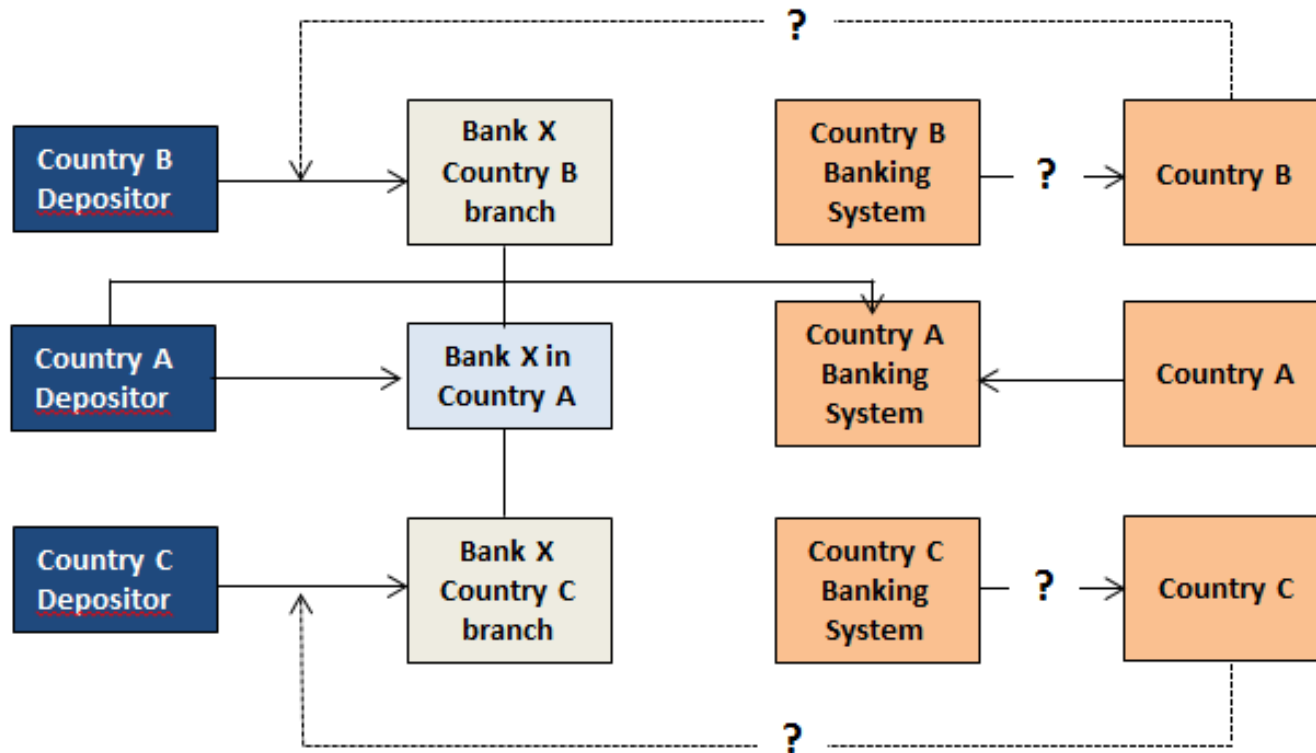 ?
Country B
Depositor
Bank X
Country B
branch
Country B
Banking
System
?
Country B
Country A
Depositor
Bank X in
Country A
Country A
Banking
System
Country A
Country C
Depositor
Bank X
Country C
branch
Country C
Banking
System
?
Country C
?